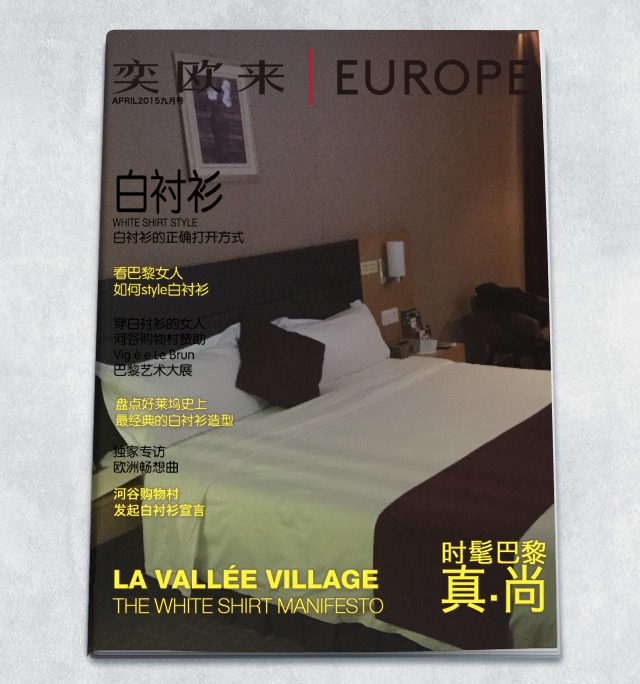 奕欧来 | EUROPE
APRIL2015九月号
白衬衫
WHITE SHIRT STYLE
白衬衫的正确打开方式
看巴黎女人
如何style白衬衫
穿白衬衫的女人
河谷购物村赞助
Vig é e Le Brun
巴黎艺术大展
盘点好莱坞史上
最经典的白衬衫造型
独家专访
欧洲畅想曲
河谷购物村
发起白衬衫宣言
时髦巴黎
真·尚
LA VALLÉE VILLAGE
THE WHITE SHIRT MANIFESTO